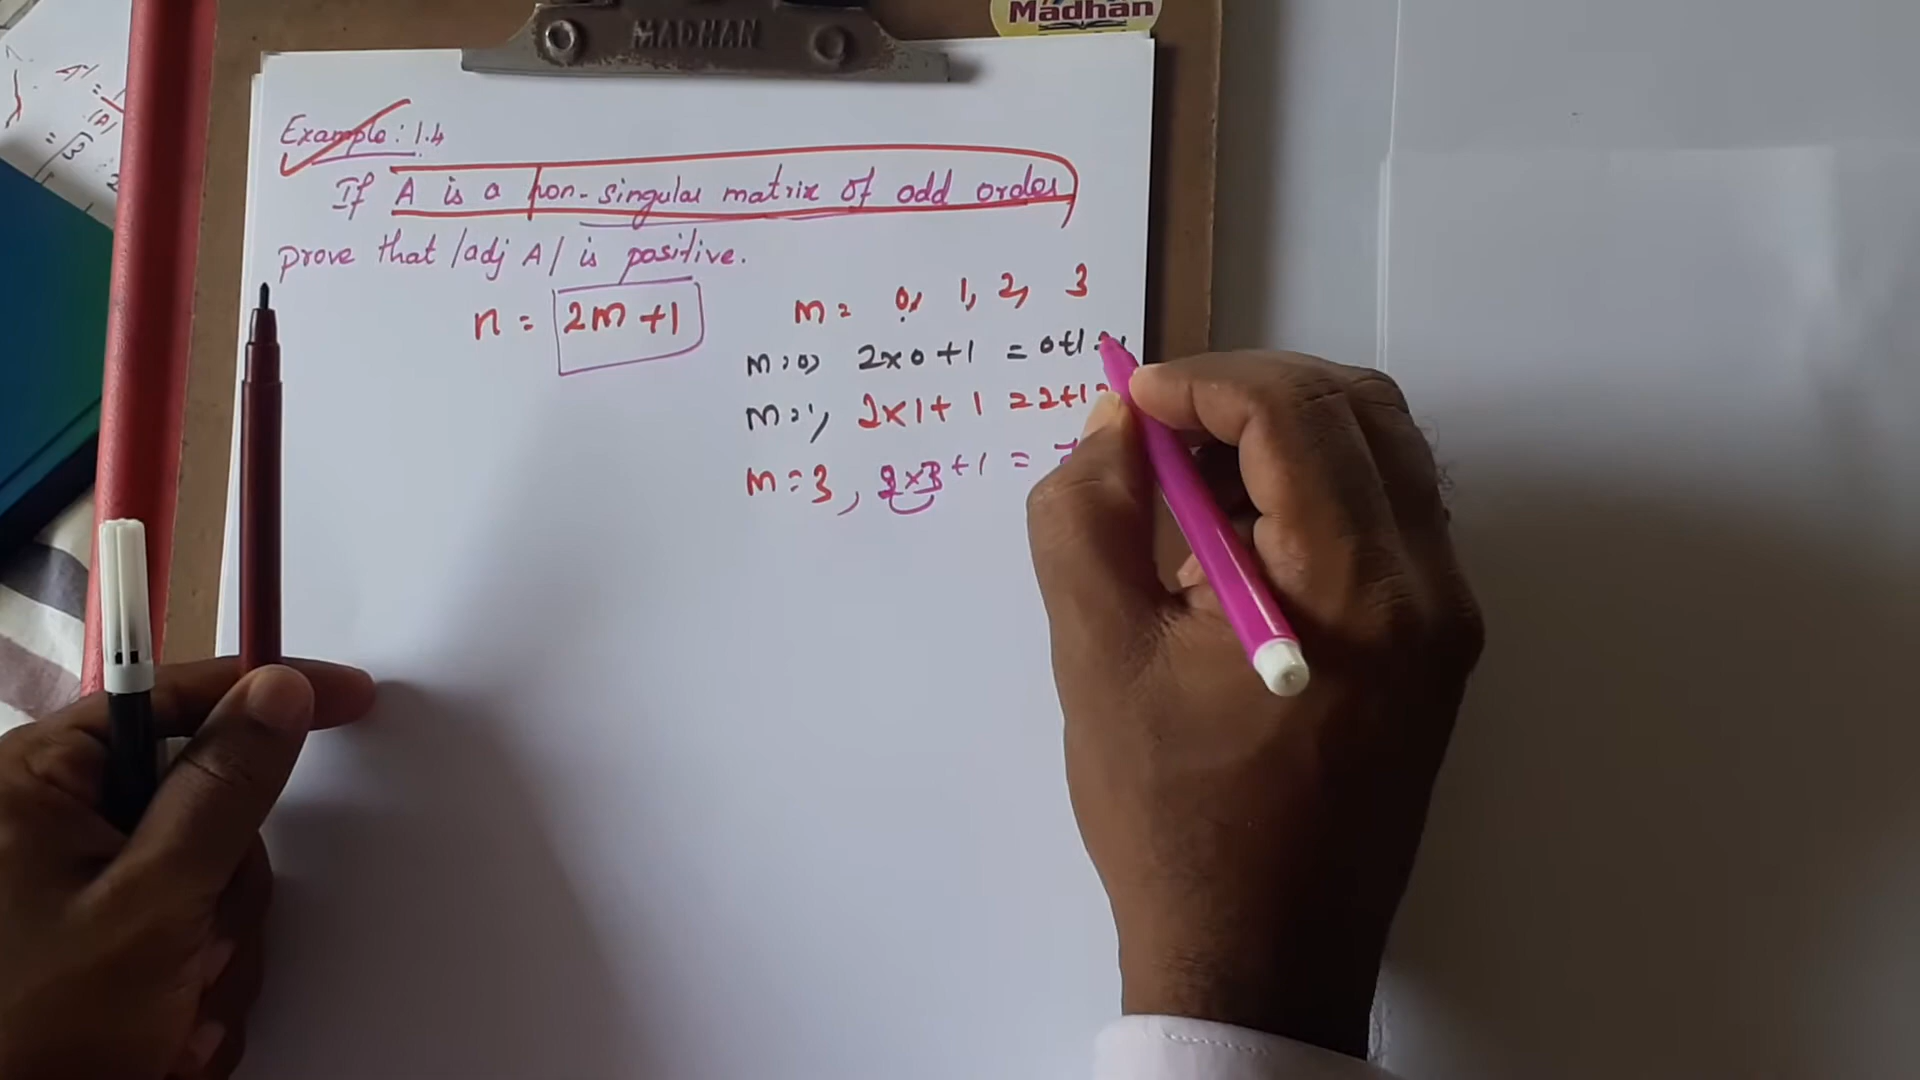 Madhan
MADHAN
Example: 1.4
If A is a non-singular matrix of odd order
prove that |adj A| is positive.
n = 2m+1
m = 0, 1, 2, 3
m=0, 2×0+1 = 0+1 =
m=1, 2×1+1 = 2+1
m=3, 2×3+1 = 7